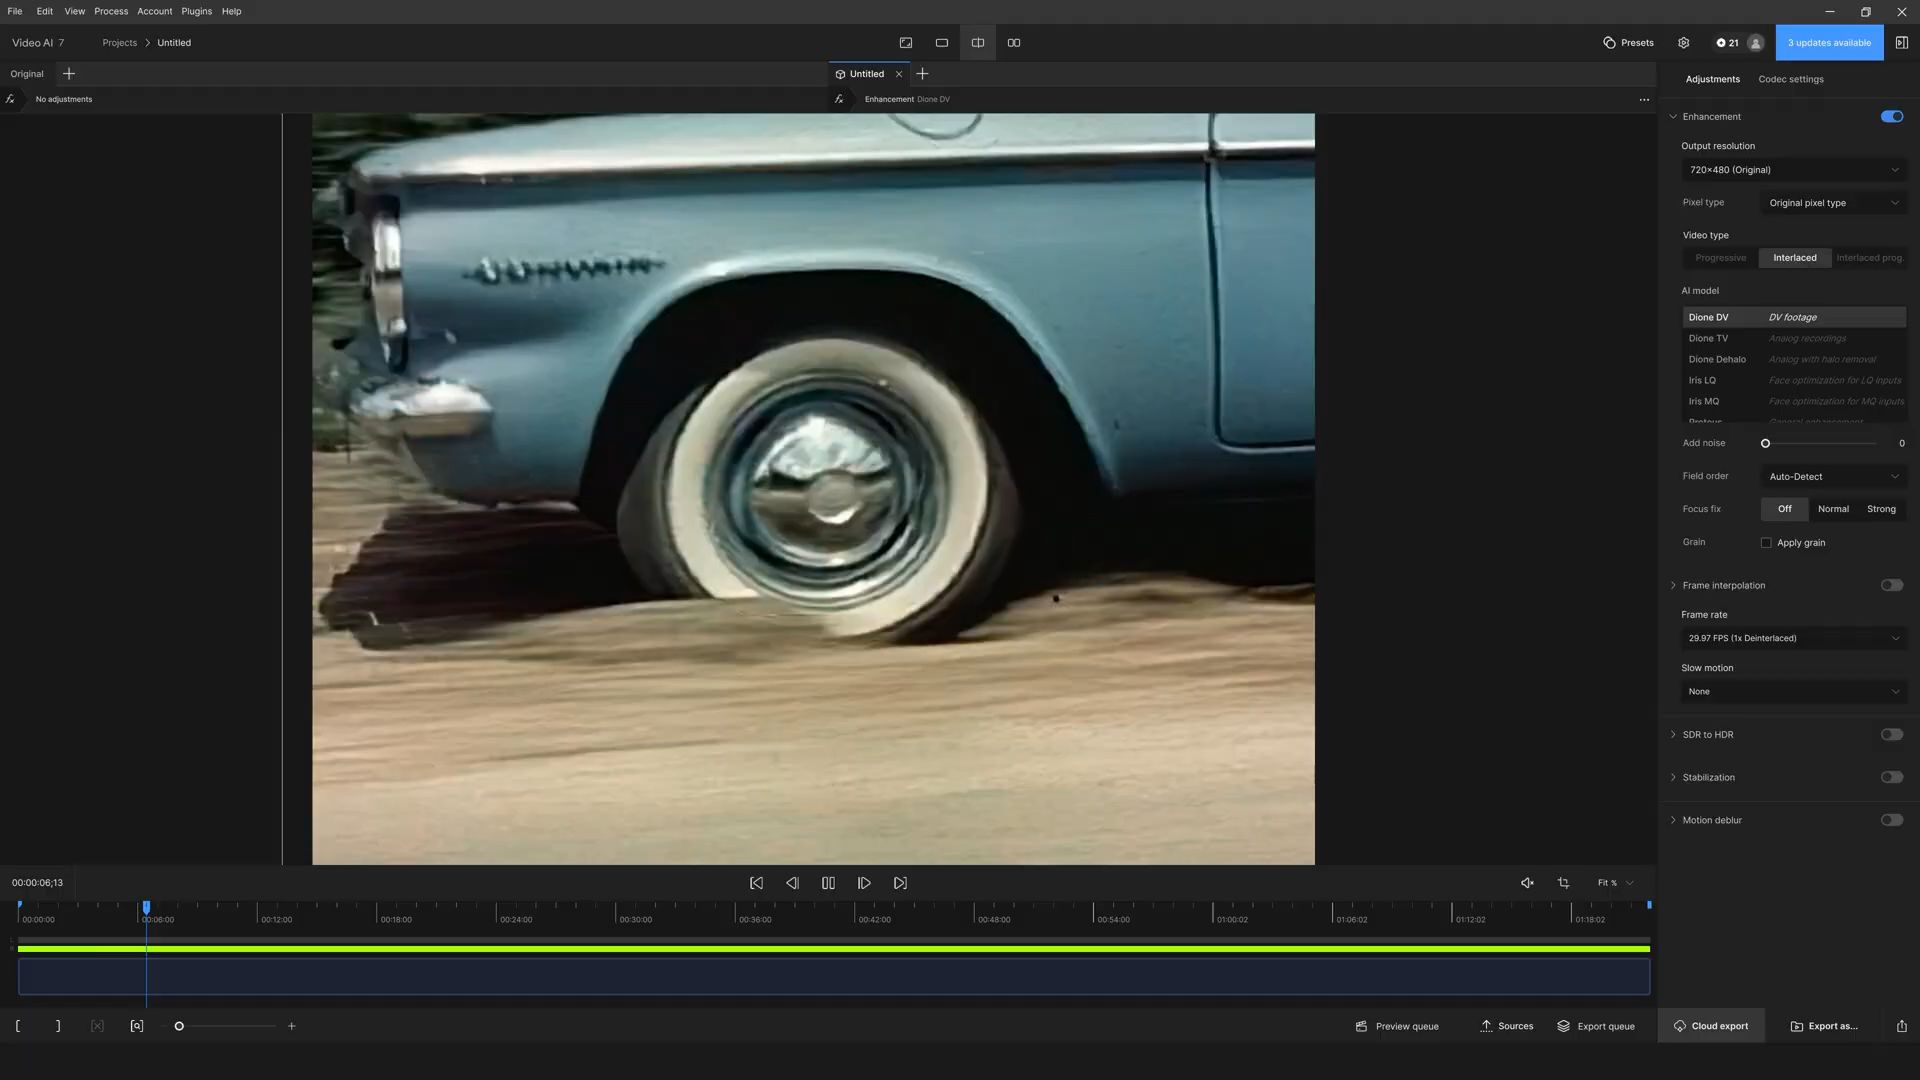 File Edit View Process Account Plugins Help
Video AI 7 Projects > Untitled Presets 21 3 updates available
Original + Untitled × + Adjustments Codec settings
No adjustments Enhancement Dione DV ...
Enhancement
Output resolution
720×480 (Original)
Pixel type Original pixel type
Video type
Progressive Interlaced Interlaced prog.
AI model
Dione DV DV footage
Dione TV Analog recordings
Dione Dehalo Analog with halo removal
Iris LQ Face optimization for LQ inputs
Iris MQ Face optimization for MQ inputs
Proteus General enhancement
Add noise 0
Field order Auto-Detect
Focus fix Off Normal Strong
Grain Apply grain
Frame interpolation
Frame rate
29.97 FPS (1x Deinterlaced)
Slow motion
None
SDR to HDR
Stabilization
Motion deblur
00:00:06;13 Fit %
00:00:00 00:06:00 00:12:00 00:18:00 00:24:00 00:30:00 00:36:00 00:42:00 00:48:00 00:54:00 01:00:02 01:06:02 01:12:02 01:18:02
Preview queue Sources Export queue Cloud export Export as...